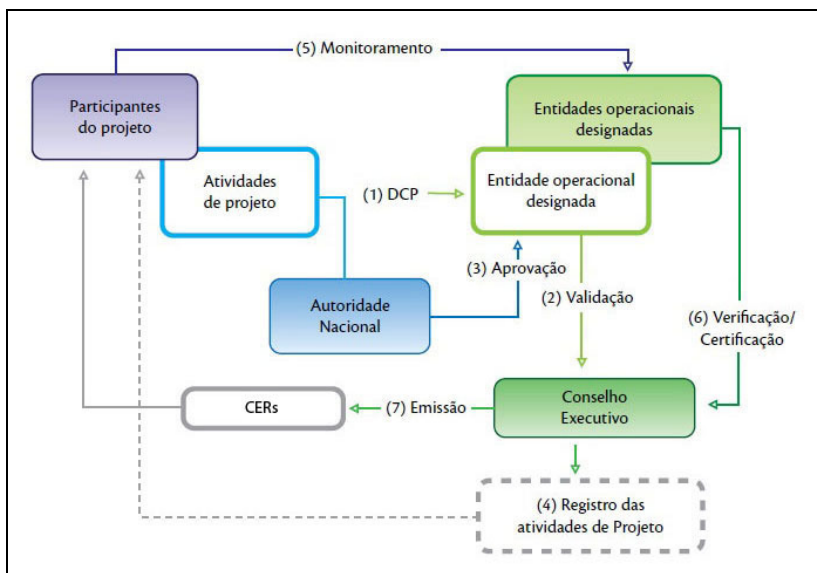 (5) Monitoramento
Participantes
do projeto
Entidades operacionais
designadas
Atividades
de projeto
(1) DCP
Entidade operacional
designada
(3) Aprovação
(2) Validação
Autoridade
Nacional
(6) Verificação/
Certificação
CERs
(7) Emissão
Conselho
Executivo
(4) Registro das
atividades de Projeto